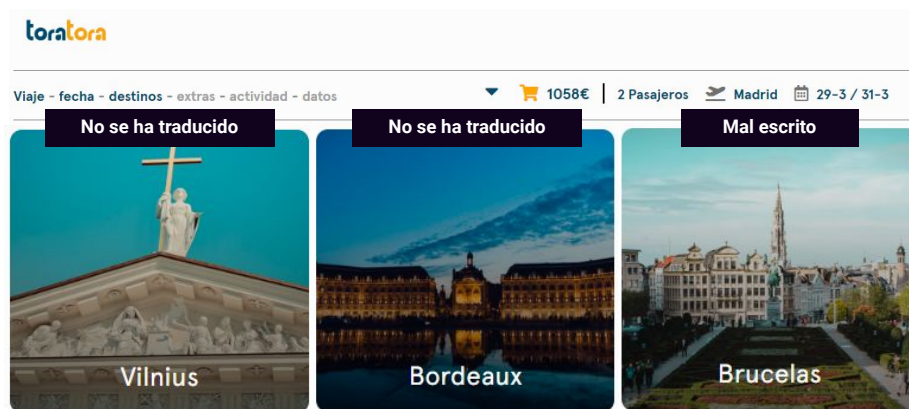 toratora
Viaje - fecha - destinos - extras - actividad - datos
1058€ | 2 Pasajeros Madrid 29-3 / 31-3
No se ha traducido
No se ha traducido
Mal escrito
Vilnius
Bordeaux
Brucelas